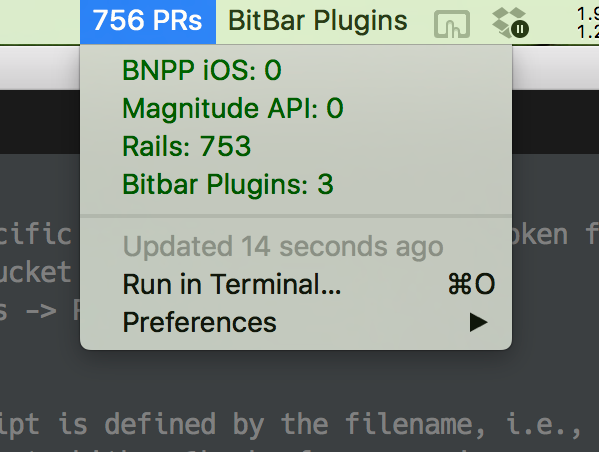 756 PRs BitBar Plugins
BNPP iOS: 0
Magnitude API: 0
Rails: 753
Bitbar Plugins: 3
Updated 14 seconds ago
Run in Terminal... ⌘O
Preferences ▶
s ->
ipt is defined by the filename, i.e.,